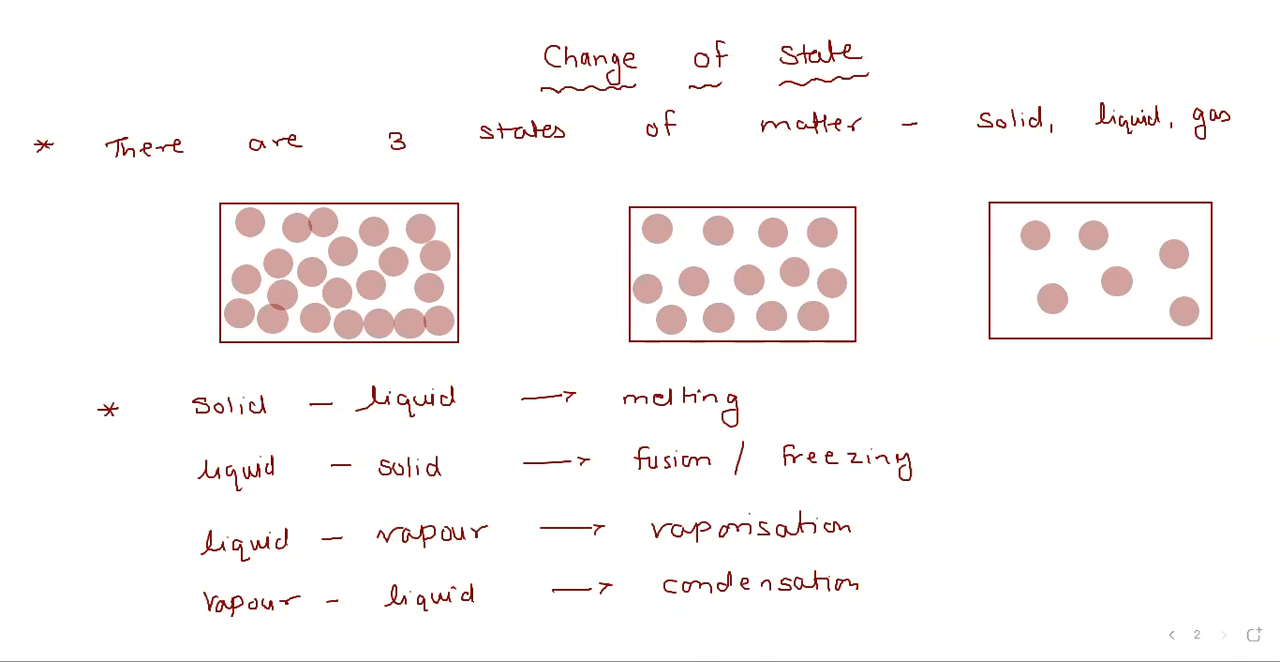 Change of state
* There are 3 states of matter - solid, liquid, gas
* Solid - liquid → melting
liquid - solid → fusion / freezing
liquid - vapour → vaporisation
vapour - liquid → condensation
2